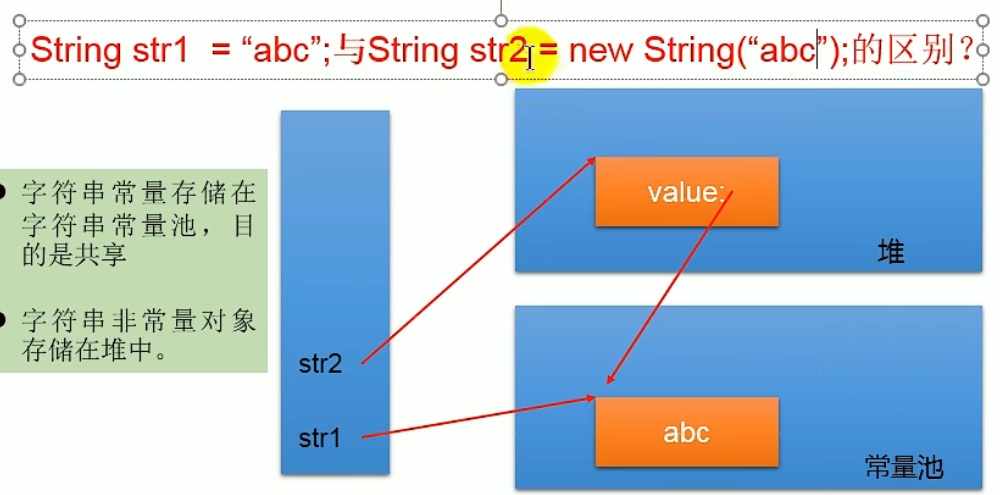 String str1  = “abc”;与String str2 = new String(“abc”);的区别？
字符串常量存储在
字符串常量池，目
的是共享
字符串非常量对象
存储在堆中。
str2
str1
value:
堆
abc
常量池